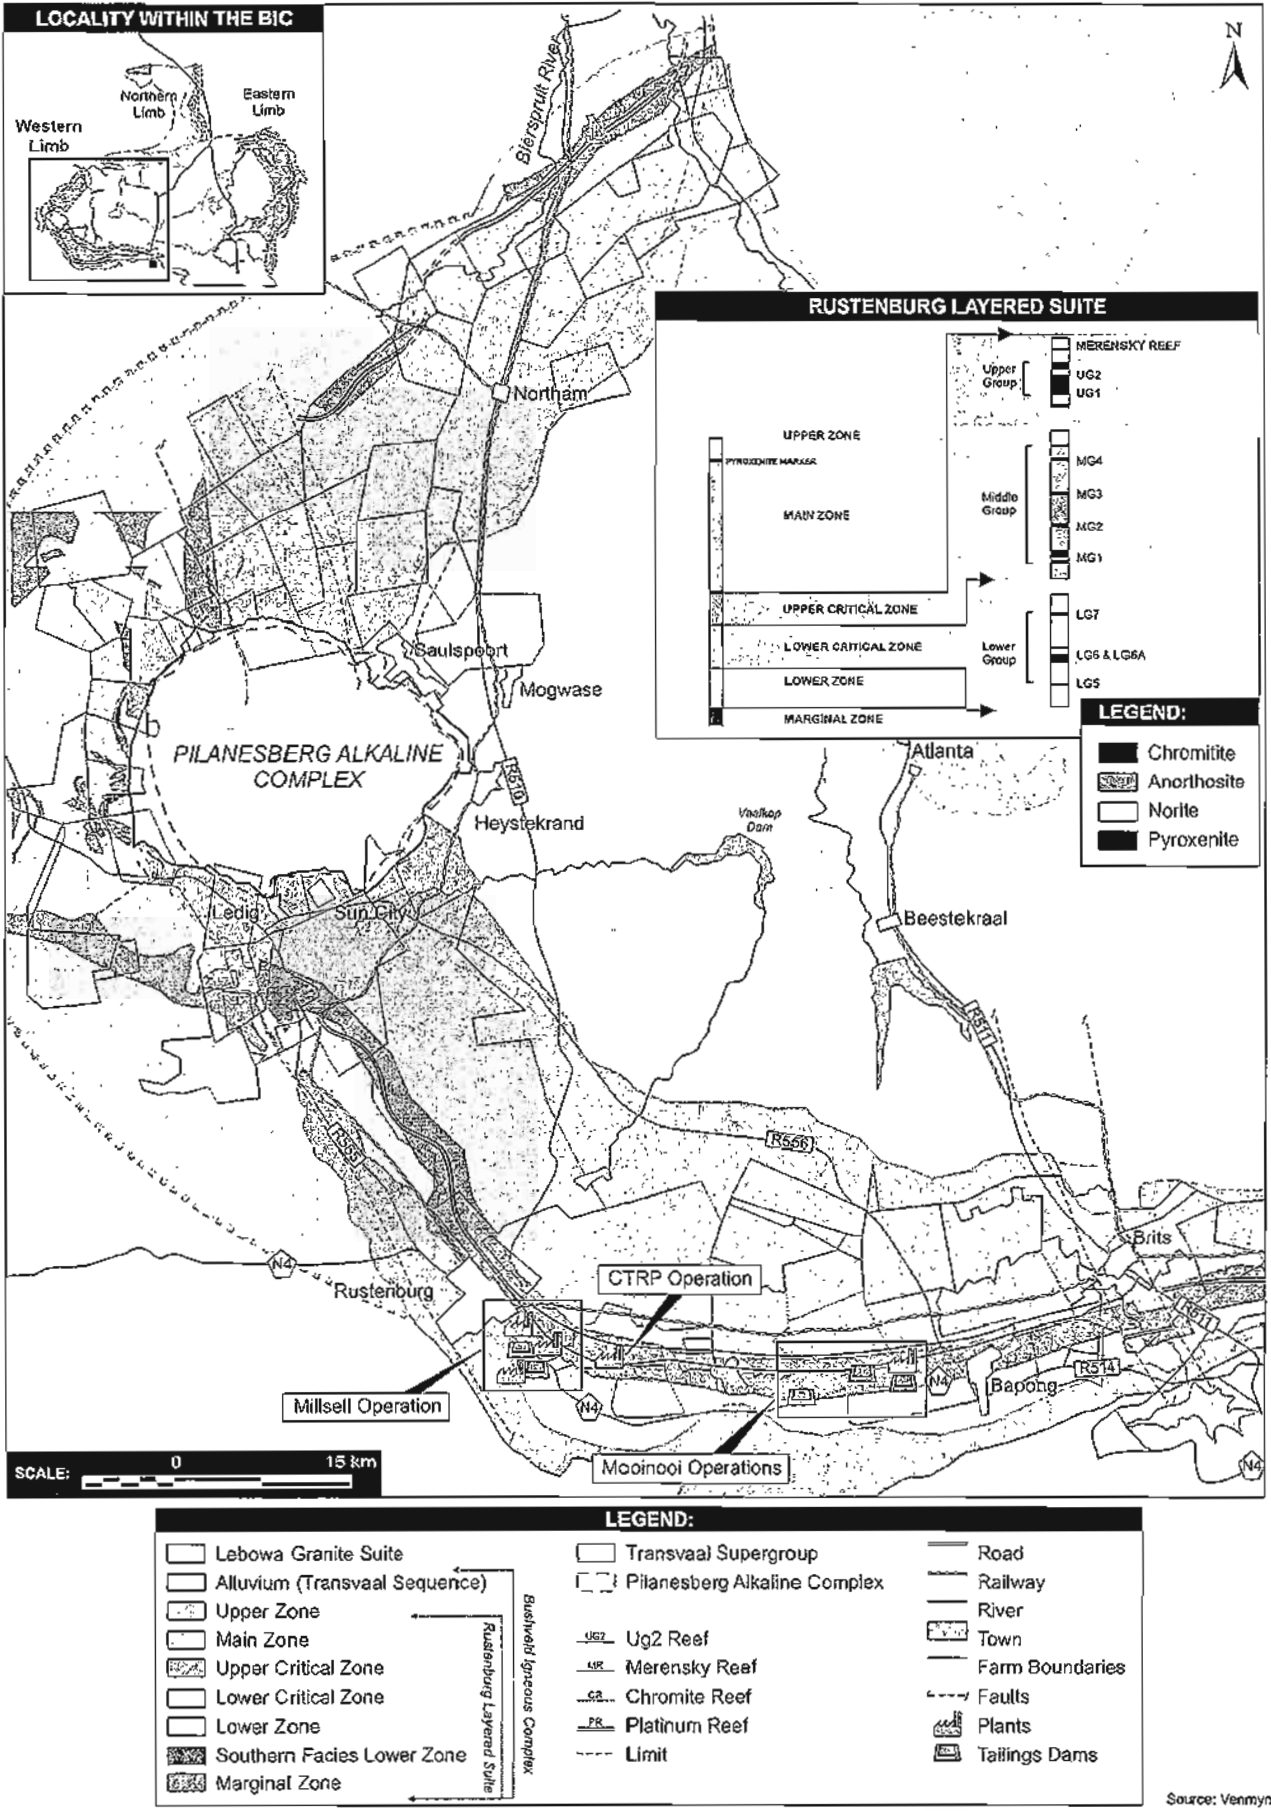 LOCALITY WITHIN THE BIC
Northern
Limb
Eastern
Limb
Western
Limb
Bierspruit River
N
RUSTENBURG LAYERED SUITE
MERENSKY REEF
Upper
Group
UG2
UG1
UPPER ZONE
PYROXENITE MARKER
MAIN ZONE
Middle
Group
MG4
MG3
MG2
MG1
UPPER CRITICAL ZONE
LOWER CRITICAL ZONE
LOWER ZONE
MARGINAL ZONE
Lower
Group
LG7
LG6 & LG6A
LG5
LEGEND:
Chromitite
Anorthosite
Norite
Pyroxenite
Northam
Saulspoort
Mogwase
PILANESBERG ALKALINE
COMPLEX
R510
Heystekrand
Vaalkop
Dam
Atlanta
Beestekraal
R511
Ledig
Sun City
R565
R556
N4
Rustenburg
Brits
CTRP Operation
Millsell Operation
N4
Mooinooi Operations
N4
Bapong
R514
R511
N4
SCALE:
0
15 km
LEGEND:
Lebowa Granite Suite
Alluvium (Transvaal Sequence)
Upper Zone
Main Zone
Upper Critical Zone
Lower Critical Zone
Lower Zone
Southern Facies Lower Zone
Marginal Zone
Rustenburg Layered Suite
Bushveld Igneous Complex
Transvaal Supergroup
Pilanesberg Alkaline Complex
UG2 Ug2 Reef
MR Merensky Reef
CR Chromite Reef
PR Platinum Reef
Limit
Road
Railway
River
Town
Farm Boundaries
Faults
Plants
Tailings Dams
Source: Venmyn